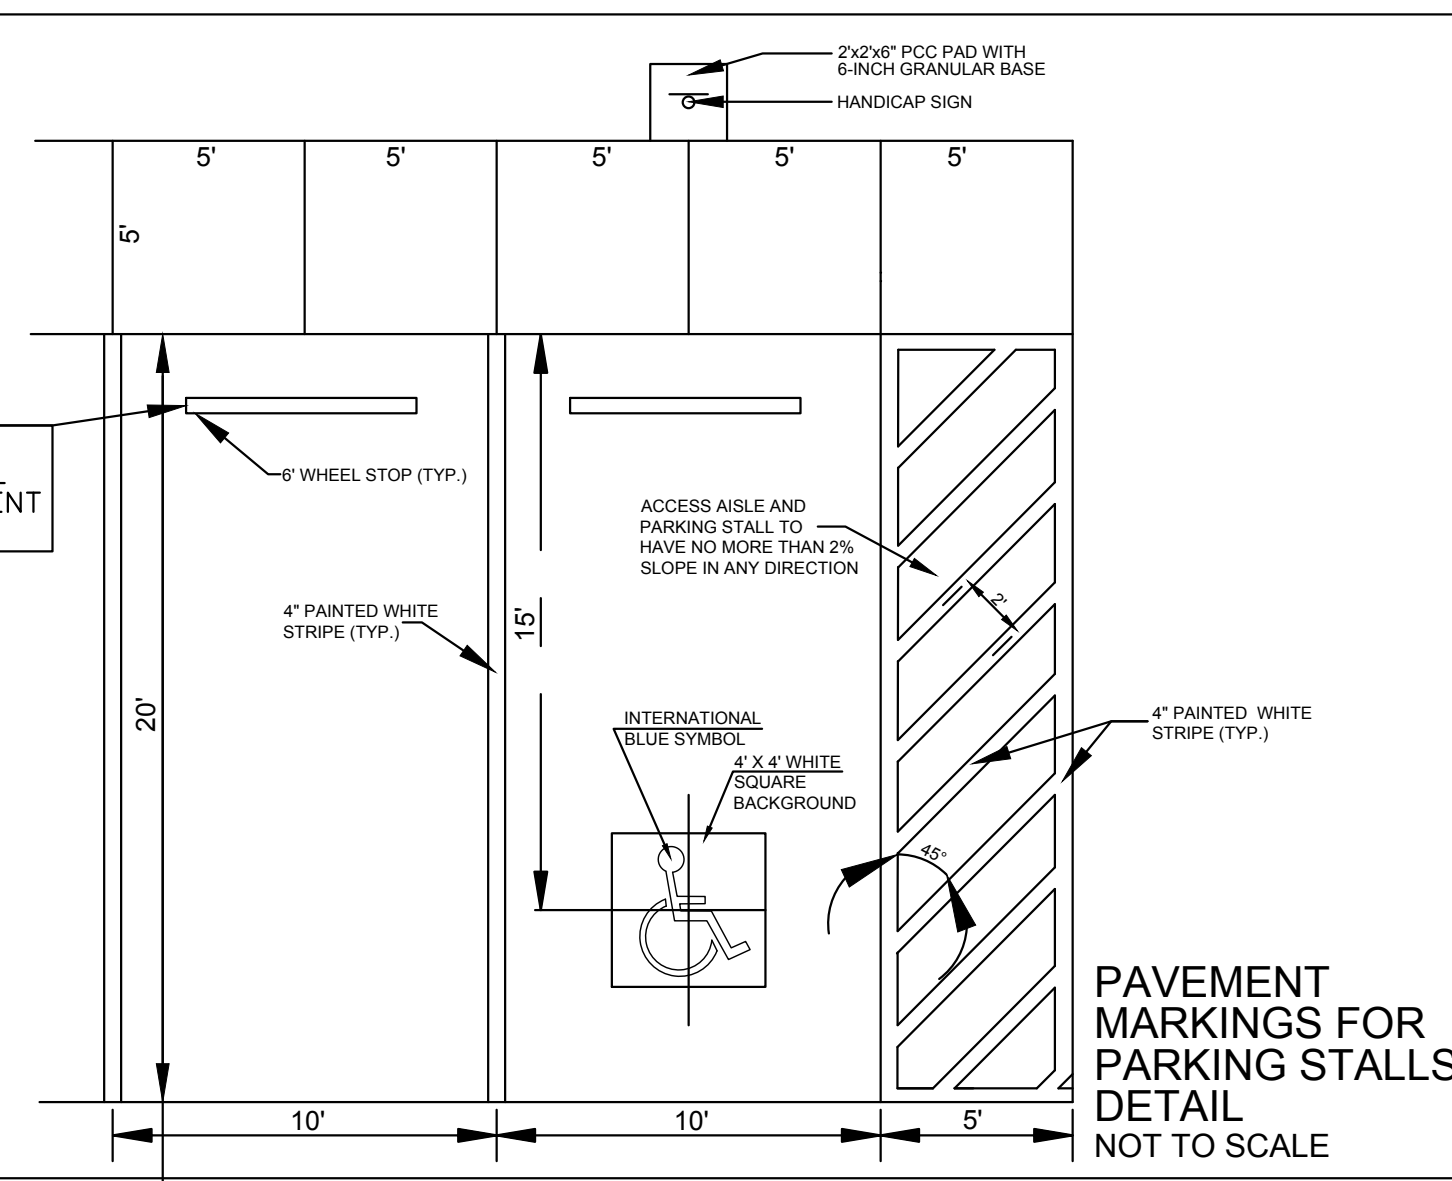 2'x2'x6" PCC PAD WITH
6-INCH GRANULAR BASE
HANDICAP SIGN
5'
5'
5'
5'
5'
5'
6' WHEEL STOP (TYP.)
ACCESS AISLE AND
PARKING STALL TO
HAVE NO MORE THAN 2%
SLOPE IN ANY DIRECTION
2'
4" PAINTED WHITE
STRIPE (TYP.)
15'
20'
INTERNATIONAL
BLUE SYMBOL
4' X 4' WHITE
SQUARE
BACKGROUND
4" PAINTED WHITE
STRIPE (TYP.)
45°
PAVEMENT
MARKINGS FOR
PARKING STALLS
DETAIL
NOT TO SCALE
10'
10'
5'